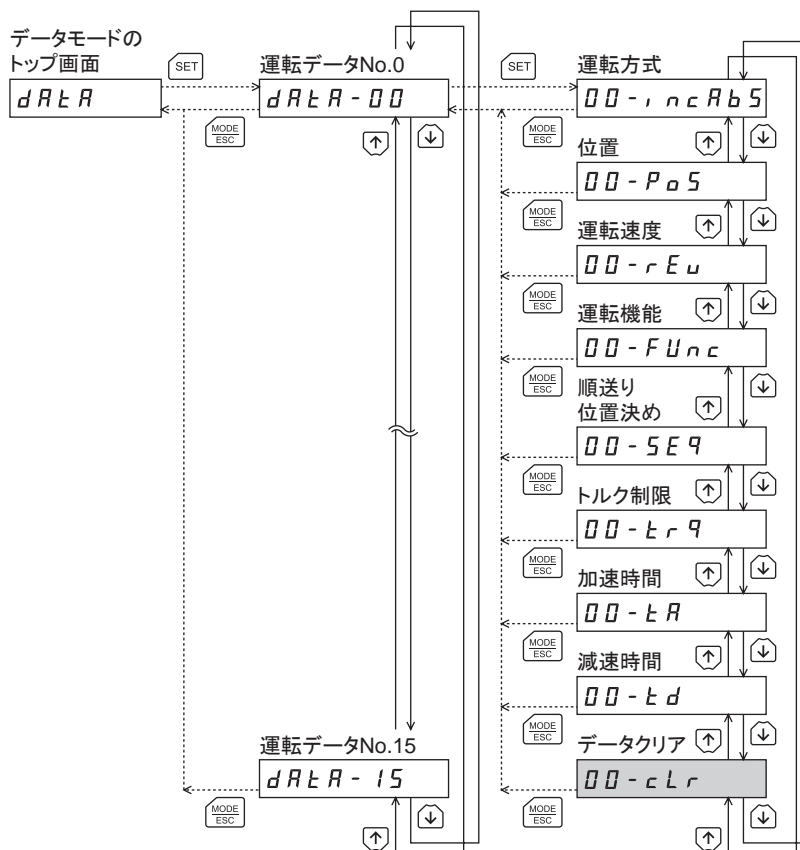 データモードの
トップ画面
SET
運転データNo.0
SET
運転方式
dAtA
dAtA-00
00-incAbS
MODE
ESC
MODE
ESC
位置
00-PoS
MODE
ESC
運転速度
00-rEv
MODE
ESC
運転機能
00-FUnc
MODE
ESC
順送り
位置決め
00-SEq
MODE
ESC
トルク制限
00-trq
MODE
ESC
加速時間
00-tA
MODE
ESC
減速時間
00-td
MODE
ESC
運転データNo.15
データクリア
dAtA-15
00-cLr
MODE
ESC
MODE
ESC